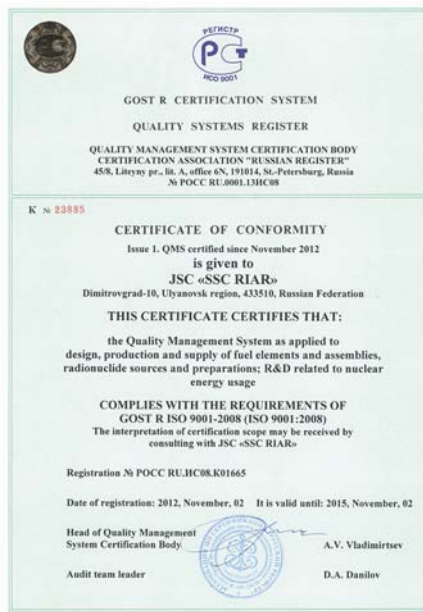 РЕГИСТР
РСТ
ИСО 9001
GOST R CERTIFICATION SYSTEM
QUALITY SYSTEMS REGISTER
QUALITY MANAGEMENT SYSTEM CERTIFICATION BODY
CERTIFICATION ASSOCIATION "RUSSIAN REGISTER"
45/8, Liteyny pr., lit. A, office 6N, 191014, St.-Petersburg, Russia
№ РОСС RU.0001.13ИС08
К № 23885
CERTIFICATE OF CONFORMITY
Issue 1. QMS certified since November 2012
is given to
JSC «SSC RIAR»
Dimitrovgrad-10, Ulyanovsk region, 433510, Russian Federation
THIS CERTIFICATE CERTIFIES THAT:
the Quality Management System as applied to
design, production and supply of fuel elements and assemblies,
radionuclide sources and preparations; R&D related to nuclear
energy usage
COMPLIES WITH THE REQUIREMENTS OF
GOST R ISO 9001-2008 (ISO 9001:2008)
The interpretation of certification scope may be received by
consulting with JSC «SSC RIAR»
Registration № РОСС RU.ИС08.К01665
Date of registration: 2012, November, 02 It is valid until: 2015, November, 02
Head of Quality Management
System Certification Body
A.V. Vladimirtsev
Audit team leader
D.A. Danilov